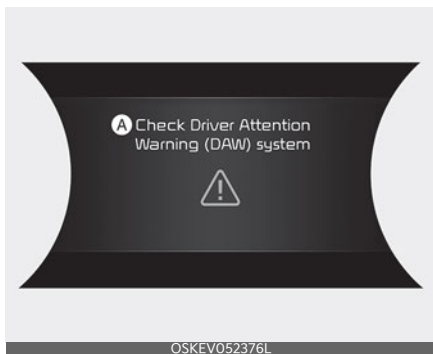 A Check Driver Attention
Warning (DAW) system
OSKEV052376L